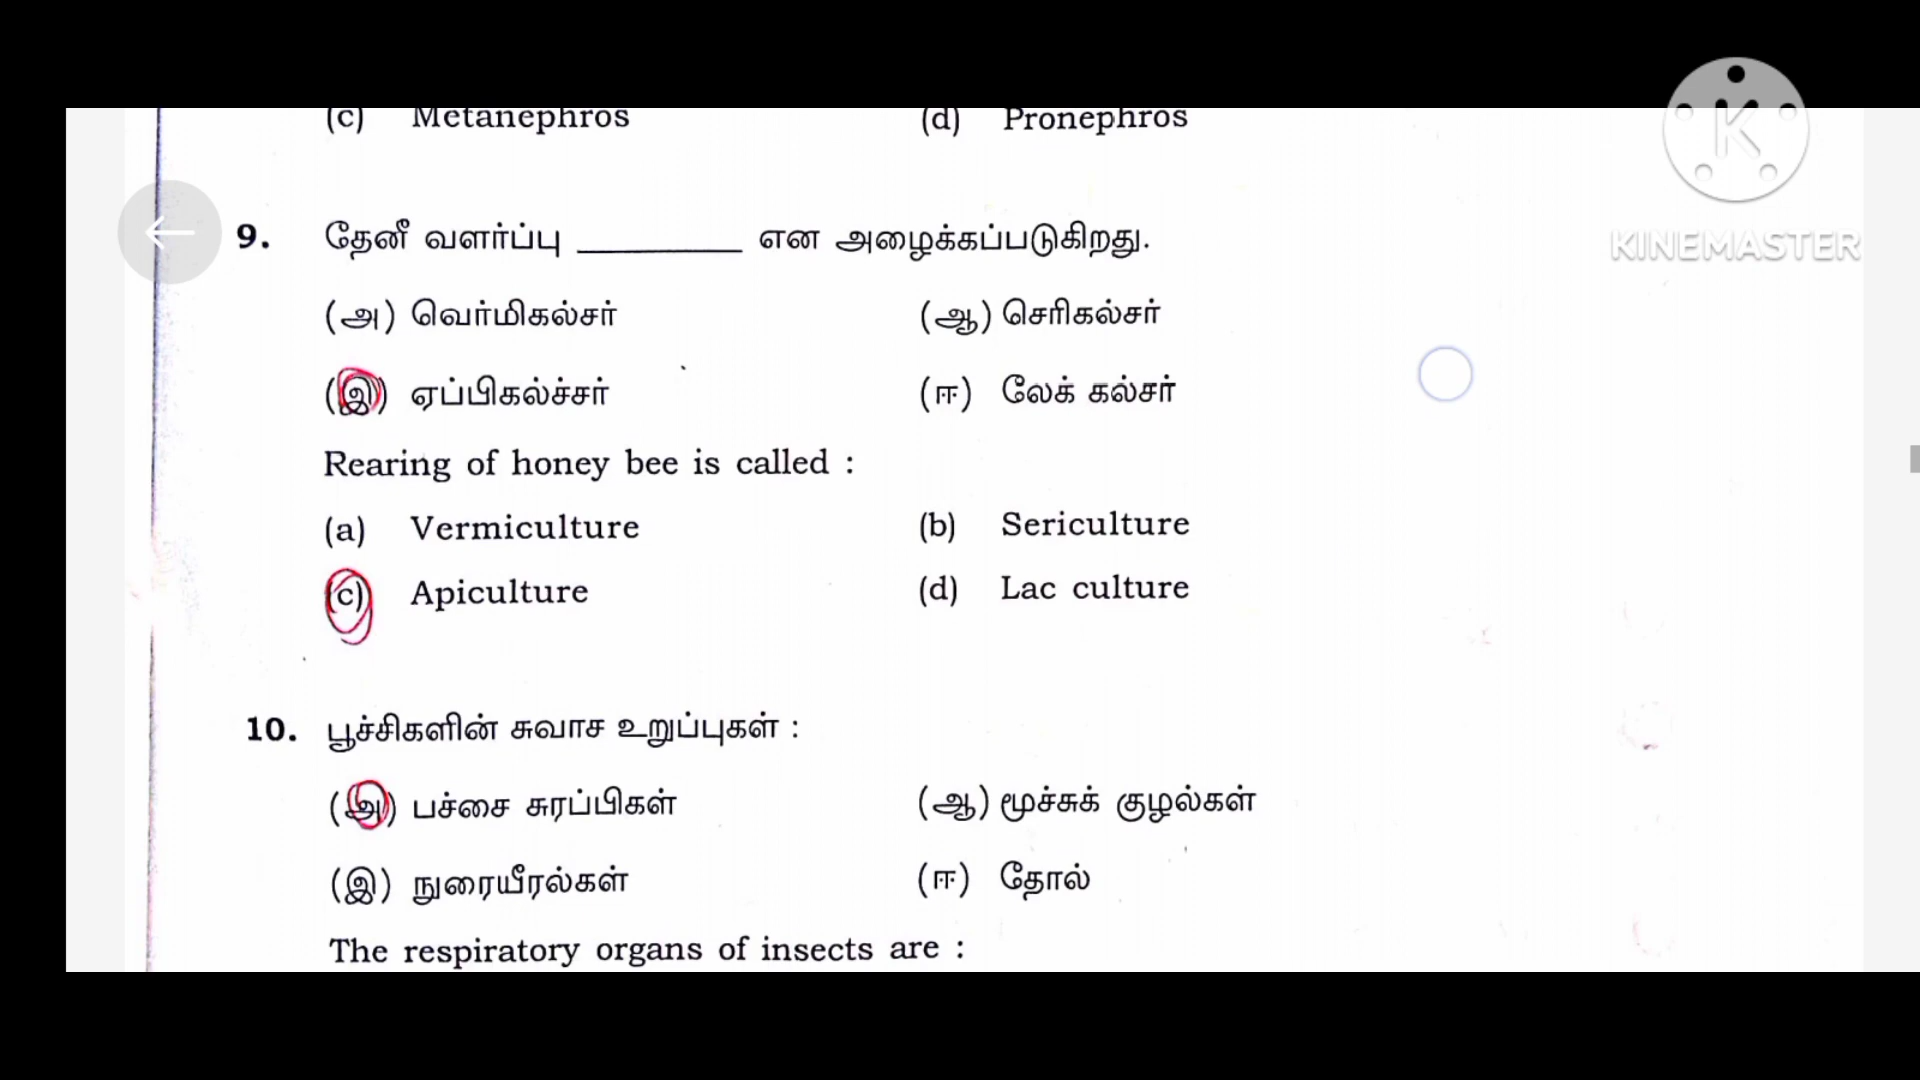 (c) Metanephros (d) Pronephros
KINEMASTER
9. தேனீ வளர்ப்பு ________ என அழைக்கப்படுகிறது.
(அ) வெர்மிகல்சர் (ஆ) செரிகல்சர்
(இ) ஏப்பிகல்ச்சர் (ஈ) லேக் கல்சர்
Rearing of honey bee is called :
(a) Vermiculture (b) Sericulture
(c) Apiculture (d) Lac culture
10. பூச்சிகளின் சுவாச உறுப்புகள் :
(அ) பச்சை சுரப்பிகள் (ஆ) மூச்சுக் குழல்கள்
(இ) நுரையீரல்கள் (ஈ) தோல்
The respiratory organs of insects are :